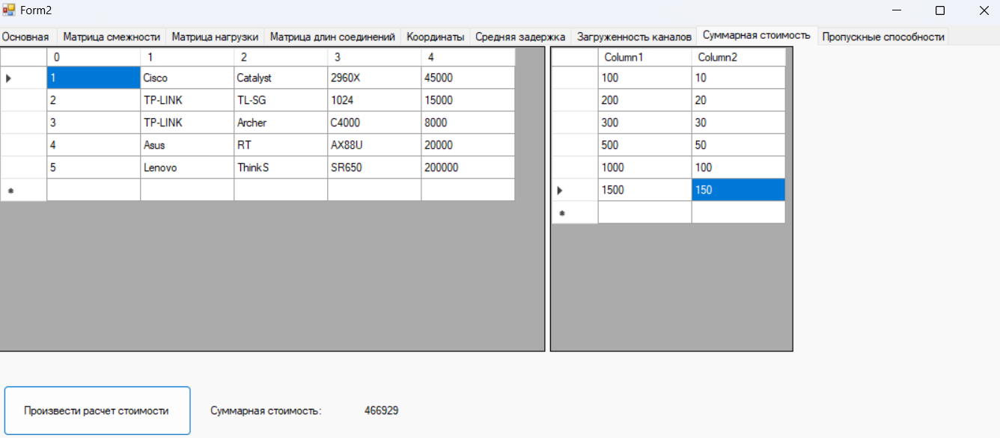 Form2
Основная Матрица смежности Матрица нагрузки Матрица длин соединений Координаты Средняя задержка Загруженность каналов Суммарная стоимость Пропускные способности
0 1 2 3 4
1 Cisco Catalyst 2960X 45000
2 TP-LINK TL-SG 1024 15000
3 TP-LINK Archer C4000 8000
4 Asus RT AX88U 20000
5 Lenovo ThinkS SR650 200000
Column1 Column2
100 10
200 20
300 30
500 50
1000 100
1500 150
Произвести расчет стоимости Суммарная стоимость: 466929